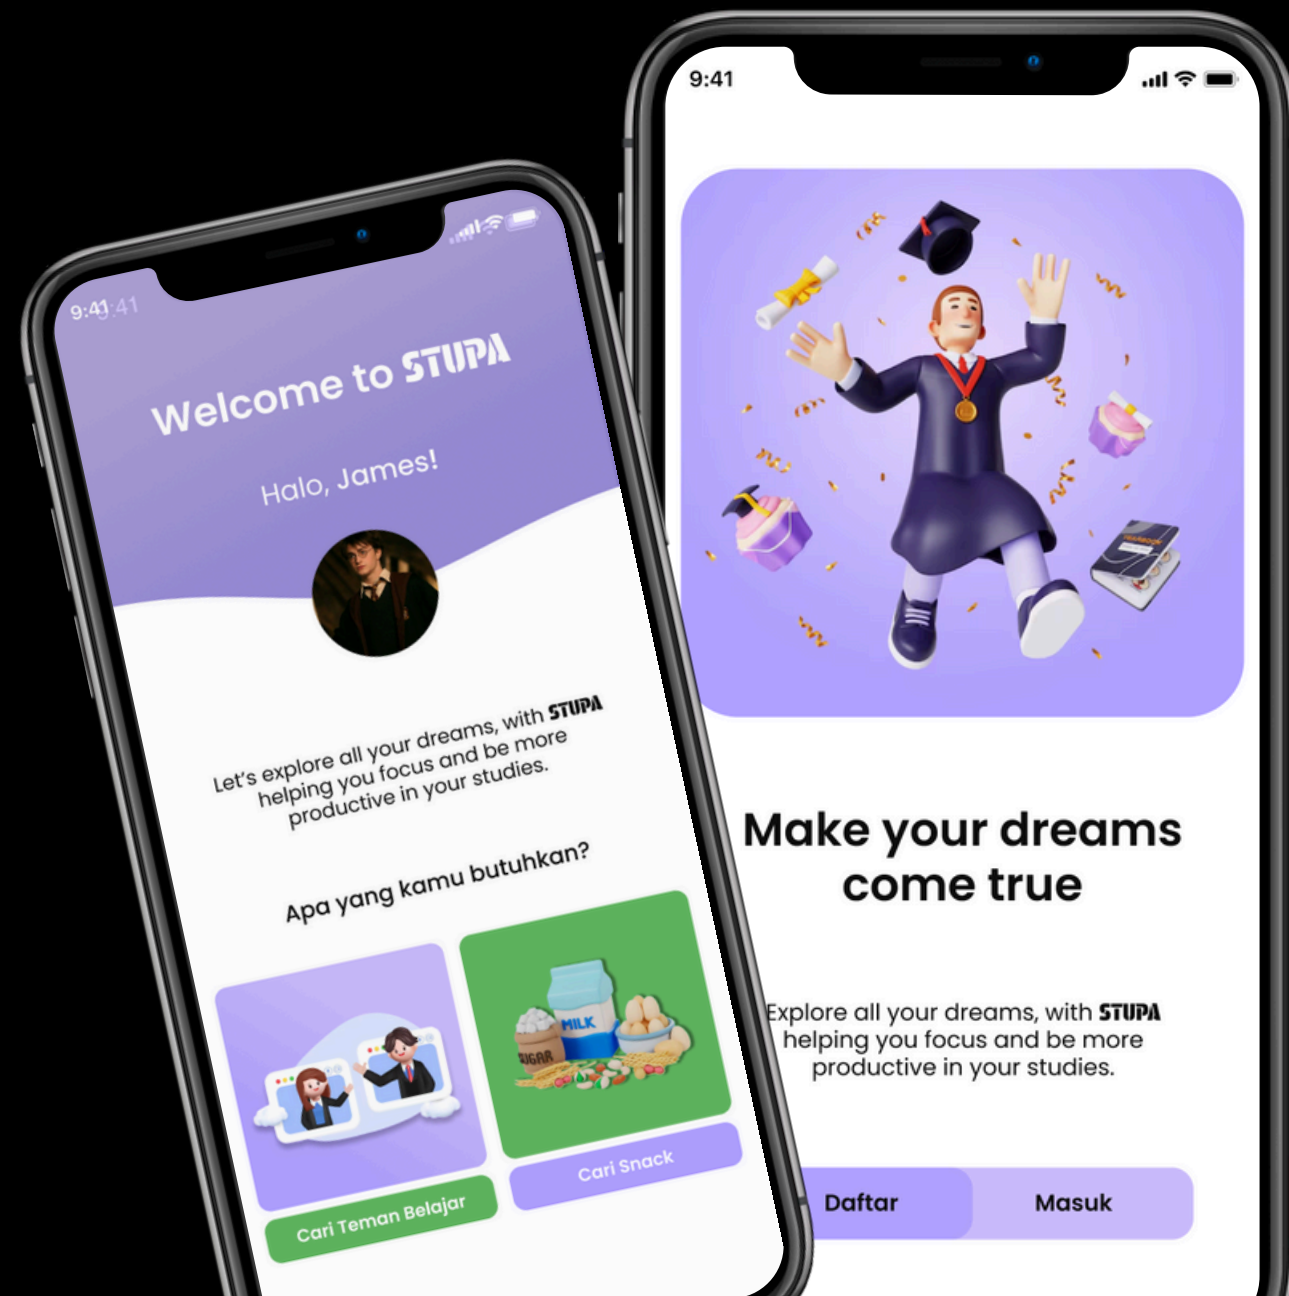 9:41
9:41
Welcome to STUPA
Halo, James!
Let's explore all your dreams, with STUPA
helping you focus and be more
productive in your studies.
Apa yang kamu butuhkan?
MILK
SUGAR
Cari Teman Belajar
Cari Snack
9:41
Make your dreams
come true
Explore all your dreams, with STUPA
helping you focus and be more
productive in your studies.
Daftar
Masuk